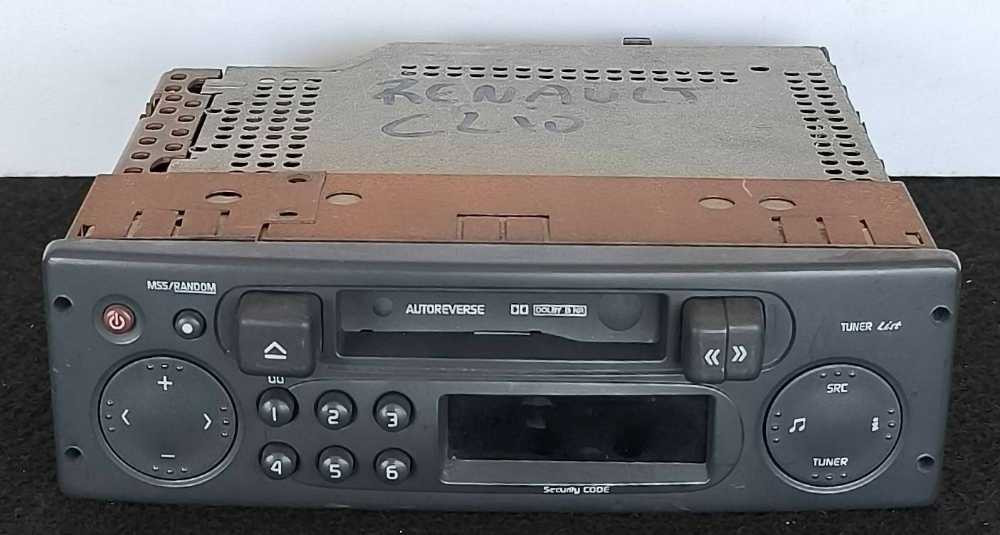 RENAULT
CLIO
MSS/RANDOM
AUTOREVERSE DOLBY B NR
TUNER List
SRC
TUNER
1 2 3
4 5 6
Security CODE